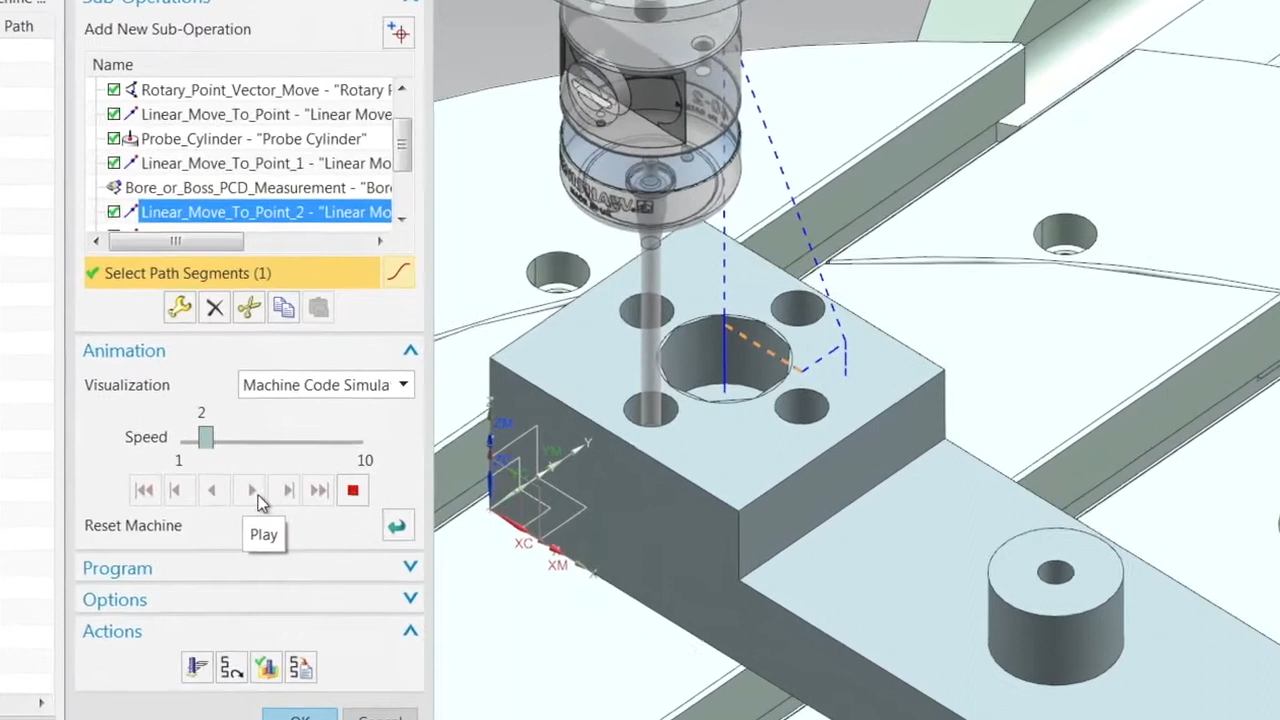 Path
Add New Sub-Operation
Name
Rotary_Point_Vector_Move - "Rotary
Linear_Move_To_Point - "Linear Move
Probe_Cylinder - "Probe Cylinder"
Linear_Move_To_Point_1 - "Linear Mo
Bore_or_Boss_PCD_Measurement - "Bor
Linear_Move_To_Point_2 - "Linear Mo
Select Path Segments (1)
Animation
Visualization
Machine Code Simula
2
Speed
1
10
Reset Machine
Play
Program
Options
Actions
ZM
YM
Y
XC
XM
X